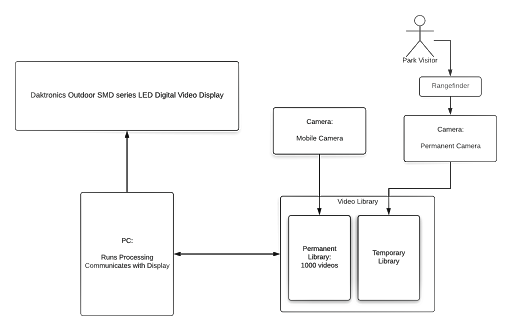 Park Visitor
Rangefinder
Daktronics Outdoor SMD series LED Digital Video Display
Camera:
Mobile Camera
Camera:
Permanent Camera
Video Library
PC:
Runs Processing
Communicates with Display
Permanent
Library:
1000 videos
Temporary
Library